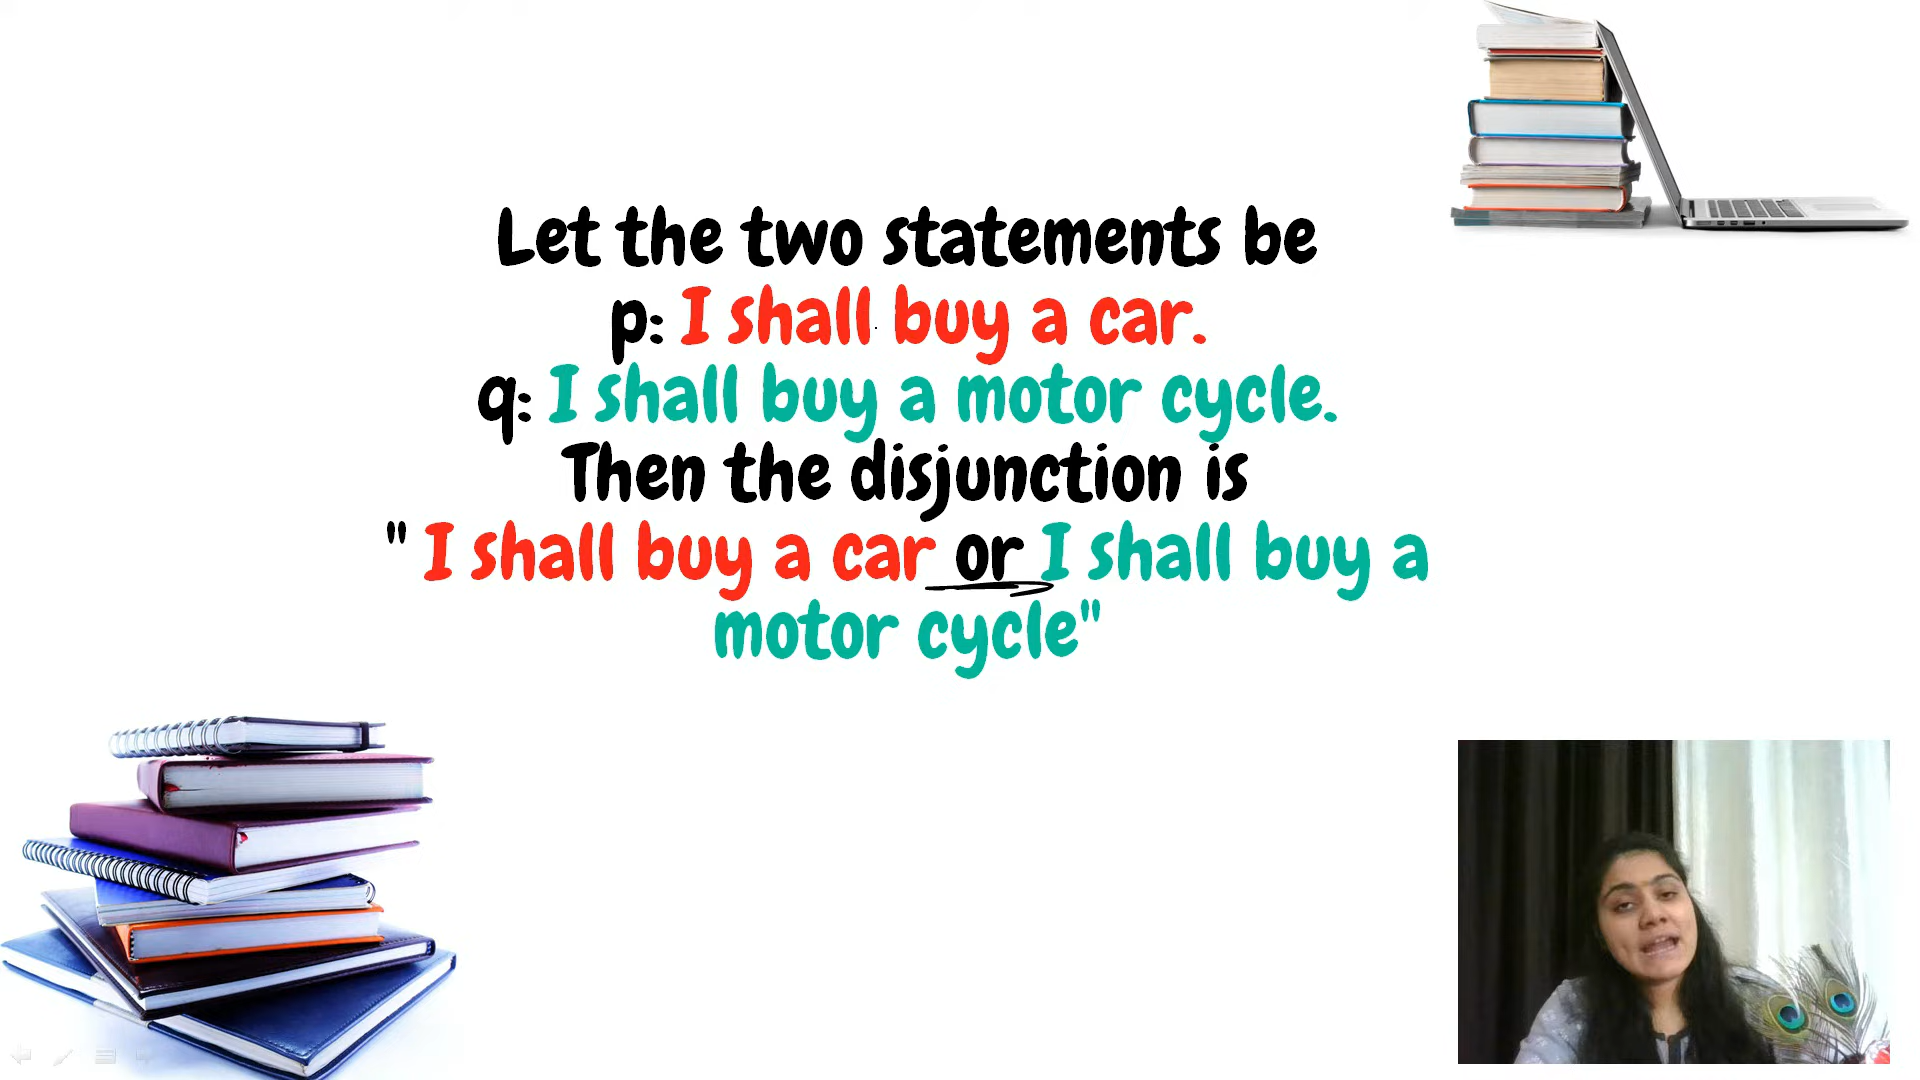 Let the two statements be
p: I shall buy a car.
q: I shall buy a motor cycle.
Then the disjunction is
" I shall buy a car or I shall buy a
motor cycle"